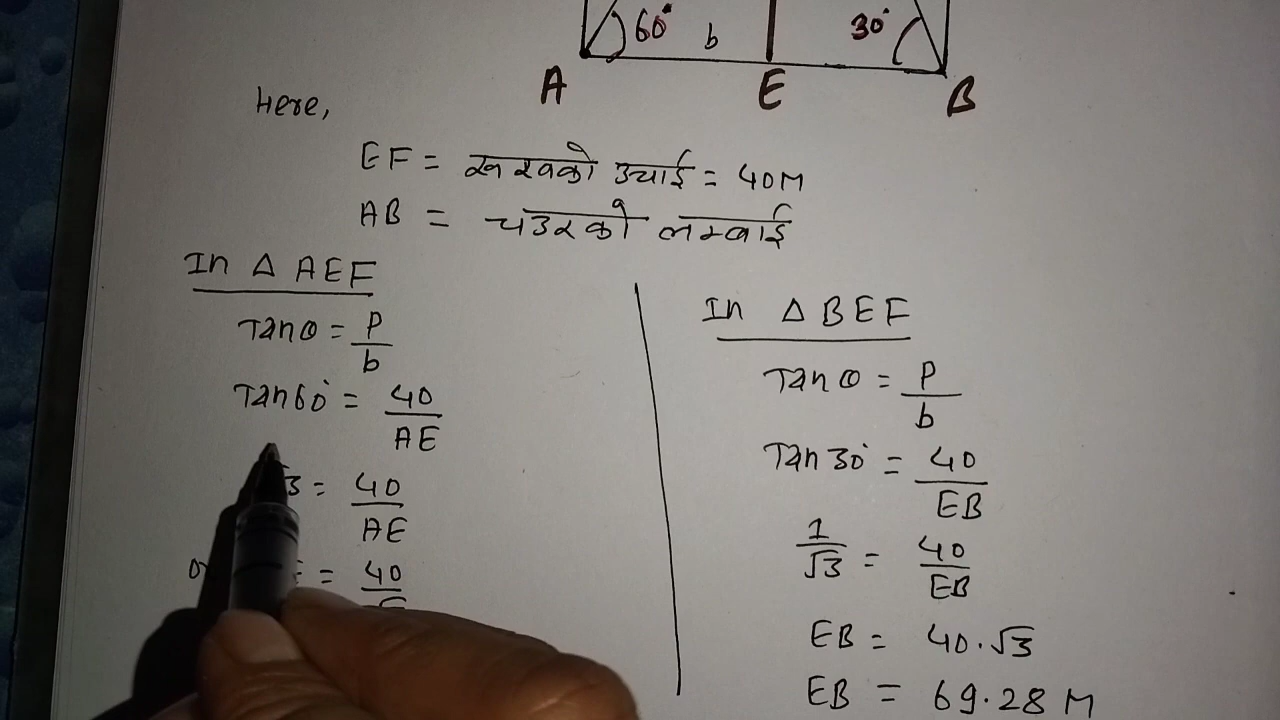 60° b 30°
A E B
Here,
EF = खम्बाको उचाई = 40M
AB = चउरको लम्बाई
In △ AEF
Tanθ = P/b
Tan60° = 40/AE
3 = 40/AE
= 40/
In △ BEF
Tanθ = P/b
Tan30° = 40/EB
1/√3 = 40/EB
EB = 40.√3
EB = 69.28 M